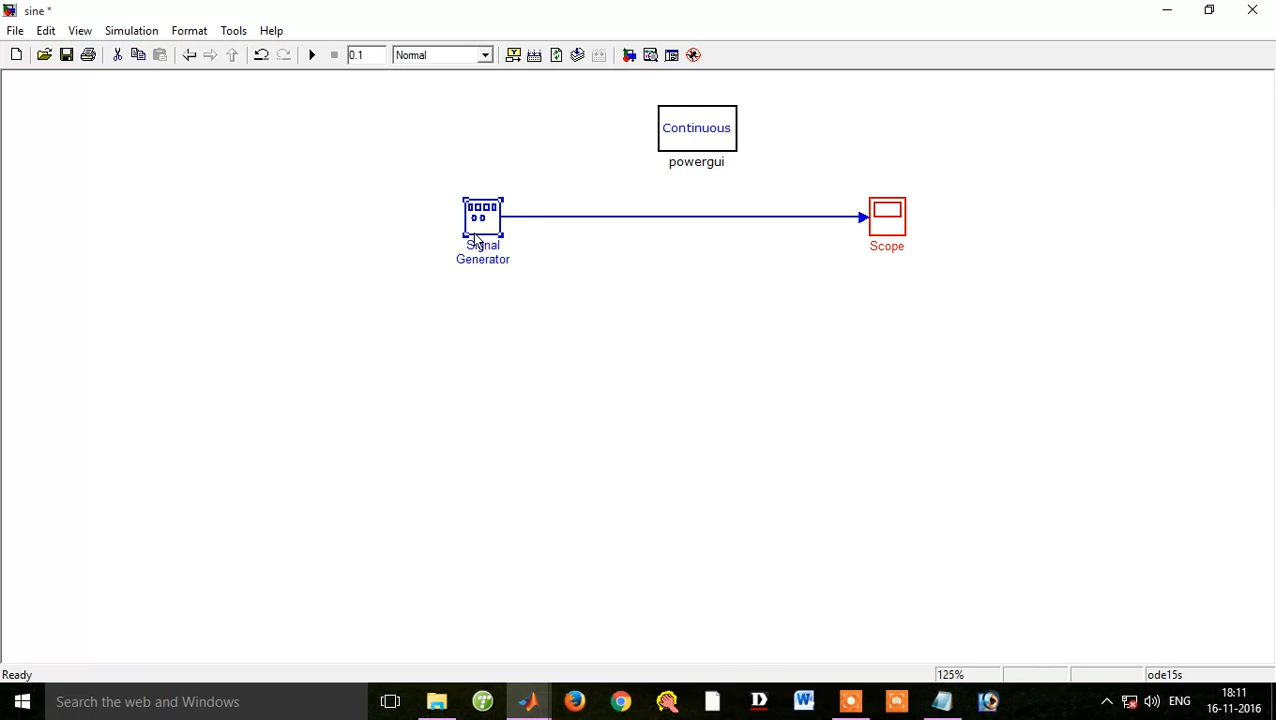 sine *
File Edit View Simulation Format Tools Help
0.1 Normal
Continuous
powergui
Signal
Generator
Scope
Ready 125% ode15s
Search the web and Windows
D W ENG 18:11
16-11-2016